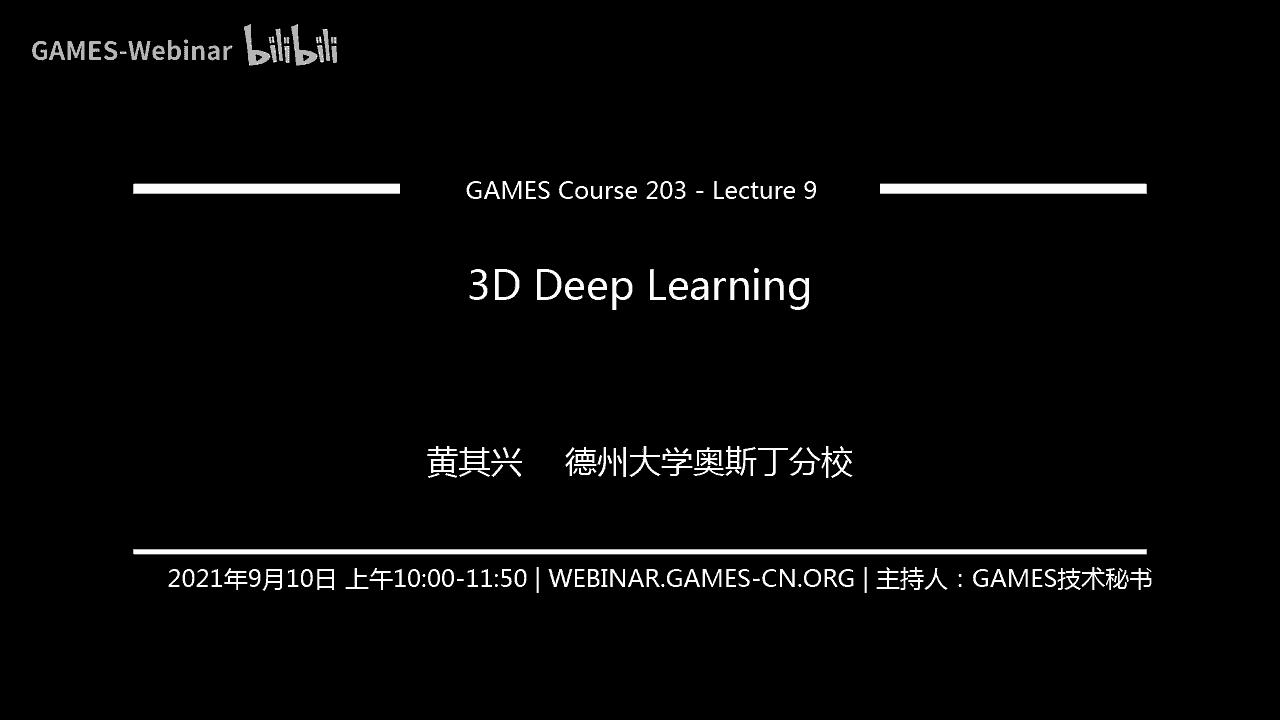 GAMES-Webinar bilibili
GAMES Course 203 - Lecture 9
3D Deep Learning
黄其兴 德州大学奥斯丁分校
2021年9月10日 上午10:00-11:50 | WEBINAR.GAMES-CN.ORG | 主持人：GAMES技术秘书